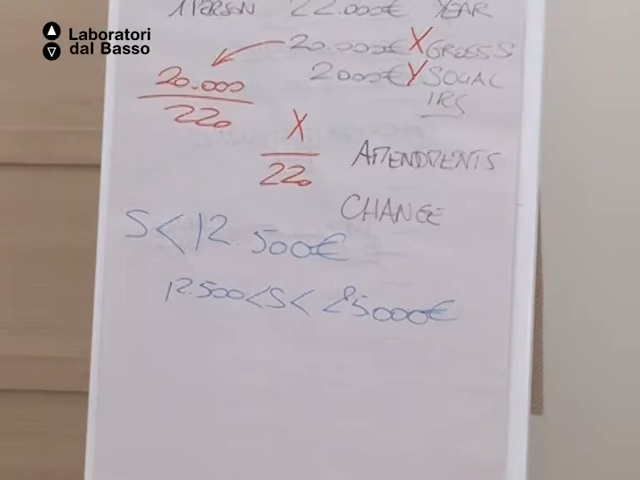 1 PERSON 22.000€ YEAR
Laboratori
dal Basso
20.000€ X GROSS
2000€ Y SOCIAL
IRS
20.000
220
X
220
AMENDMENTS
CHANGE
S < 12.500€
12.500 < S < 25000€